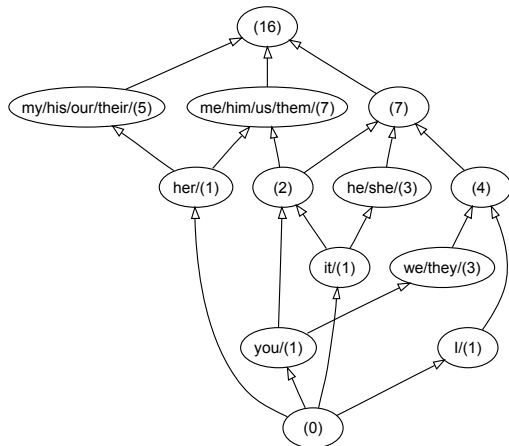 (16)
my/his/our/their/(5) me/him/us/them/(7) (7)
her/(1) (2) he/she/(3) (4)
it/(1) we/they/(3)
you/(1) I/(1)
(0)